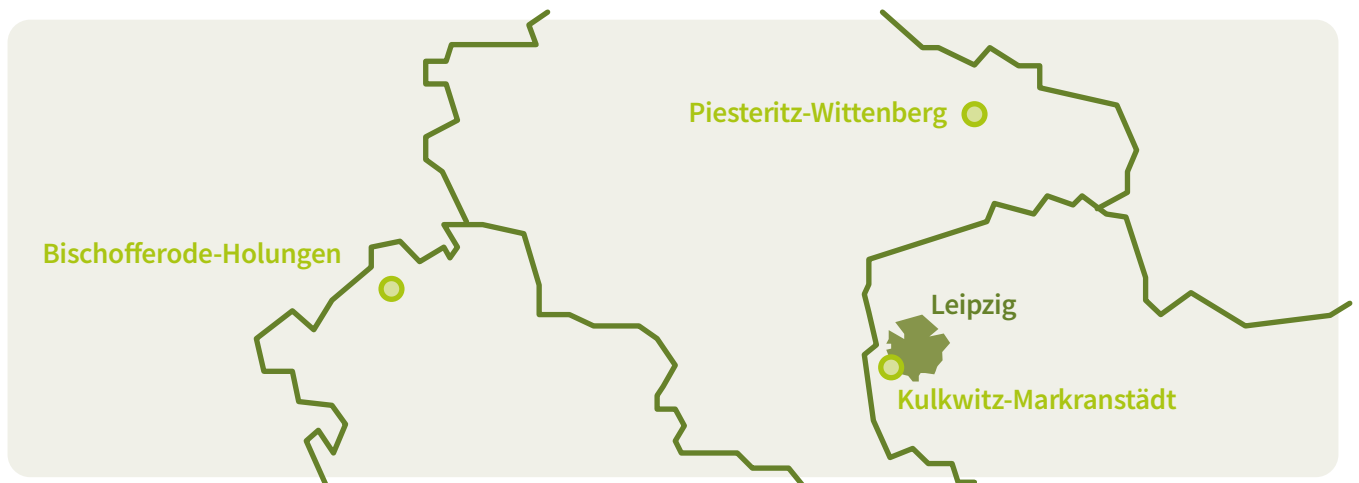 Piesteritz-Wittenberg
Bischofferode-Holungen
Leipzig
Kulkwitz-Markranstädt